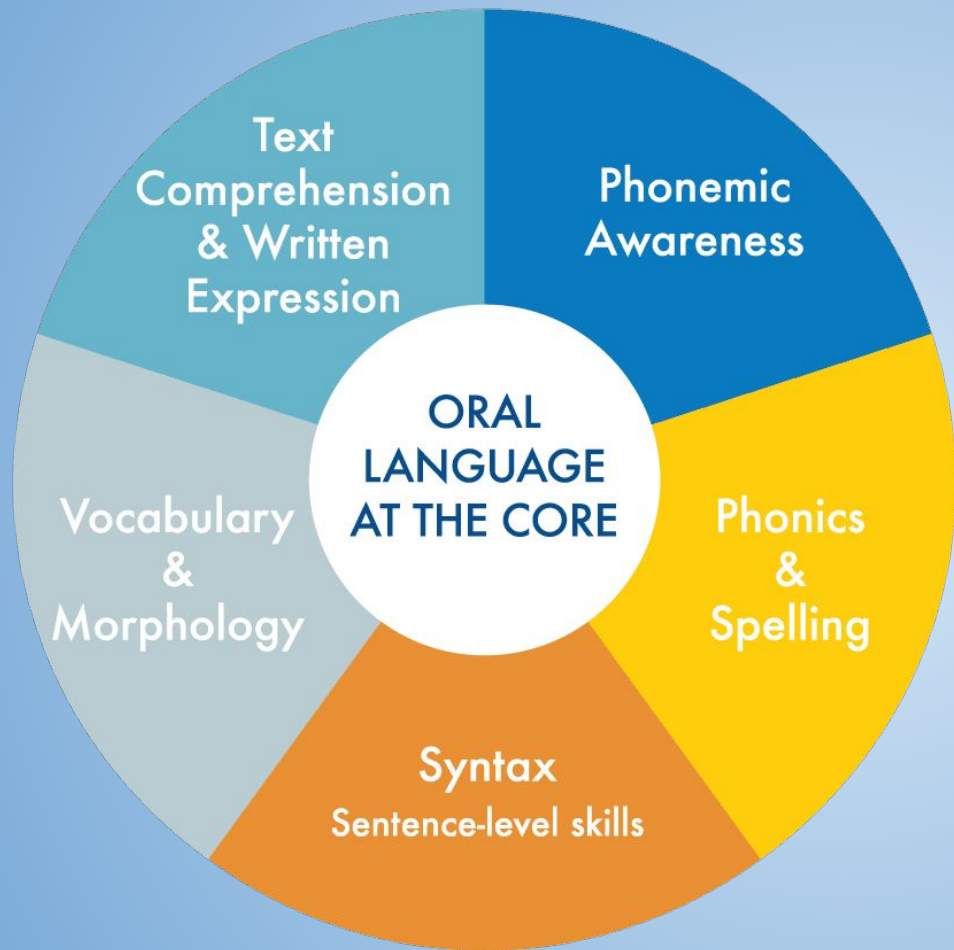 Text
Comprehension
& Written
Expression
Phonemic
Awareness
ORAL
LANGUAGE
AT THE CORE
Vocabulary
&
Morphology
Phonics
&
Spelling
Syntax
Sentence-level skills